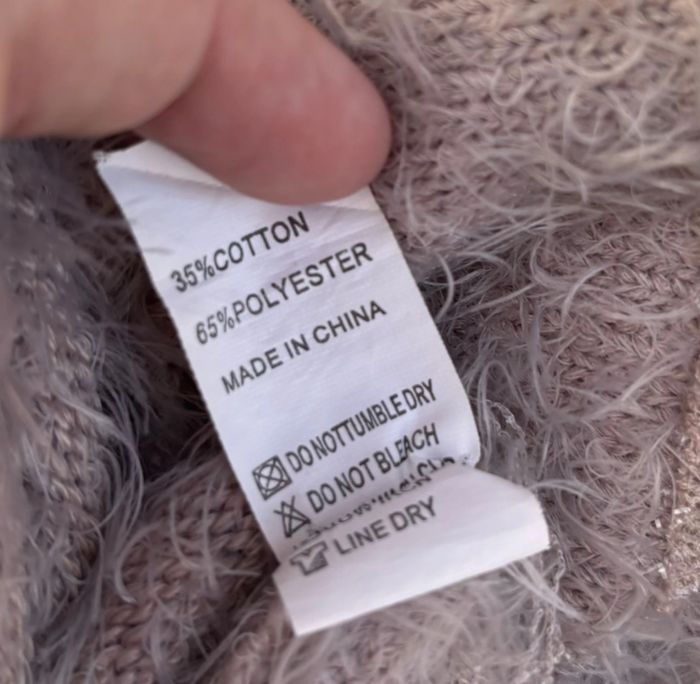 35%COTTON
65%POLYESTER
MADE IN CHINA
DO NOTTUMBLE DRY
DO NOT BLEACH
LINE DRY